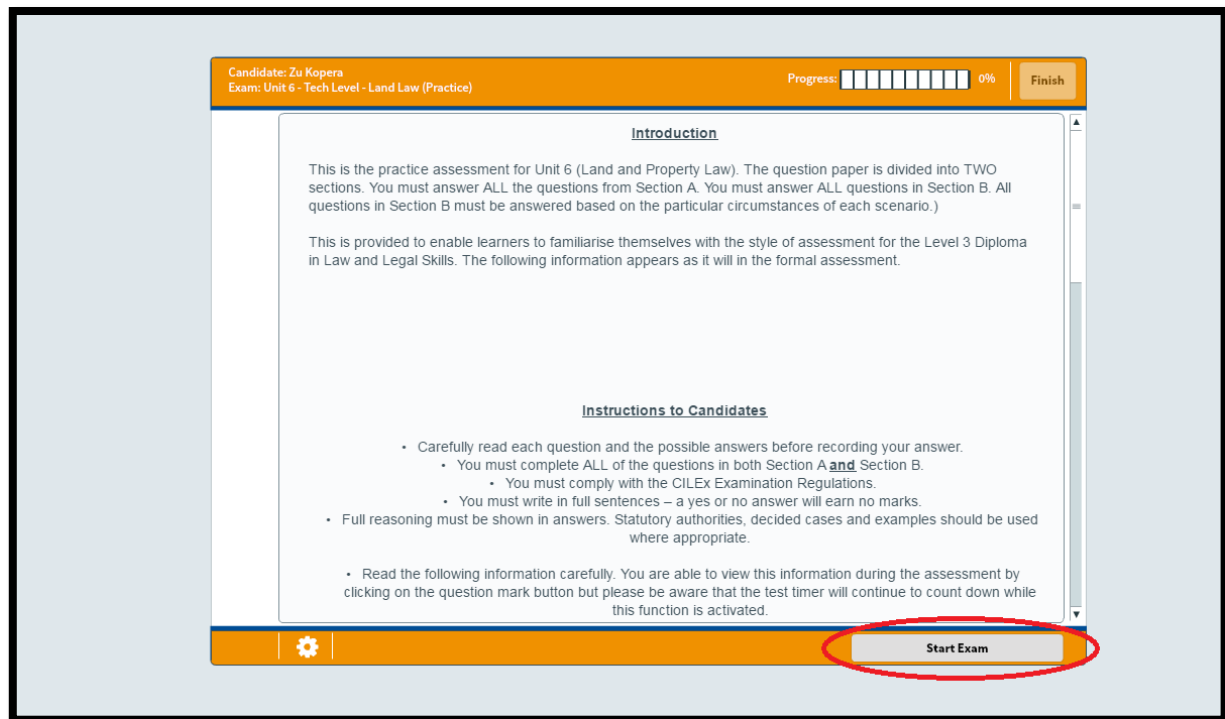 Candidate: Zu Kopera
Exam: Unit 6 - Tech Level - Land Law (Practice)
Progress: 0%
Finish
Introduction
This is the practice assessment for Unit 6 (Land and Property Law). The question paper is divided into TWO
sections. You must answer ALL the questions from Section A. You must answer ALL questions in Section B. All
questions in Section B must be answered based on the particular circumstances of each scenario.)
This is provided to enable learners to familiarise themselves with the style of assessment for the Level 3 Diploma
in Law and Legal Skills. The following information appears as it will in the formal assessment.
Instructions to Candidates
• Carefully read each question and the possible answers before recording your answer.
• You must complete ALL of the questions in both Section A and Section B.
• You must comply with the CILEx Examination Regulations.
• You must write in full sentences – a yes or no answer will earn no marks.
• Full reasoning must be shown in answers. Statutory authorities, decided cases and examples should be used
where appropriate.
• Read the following information carefully. You are able to view this information during the assessment by
clicking on the question mark button but please be aware that the test timer will continue to count down while
this function is activated.
Start Exam